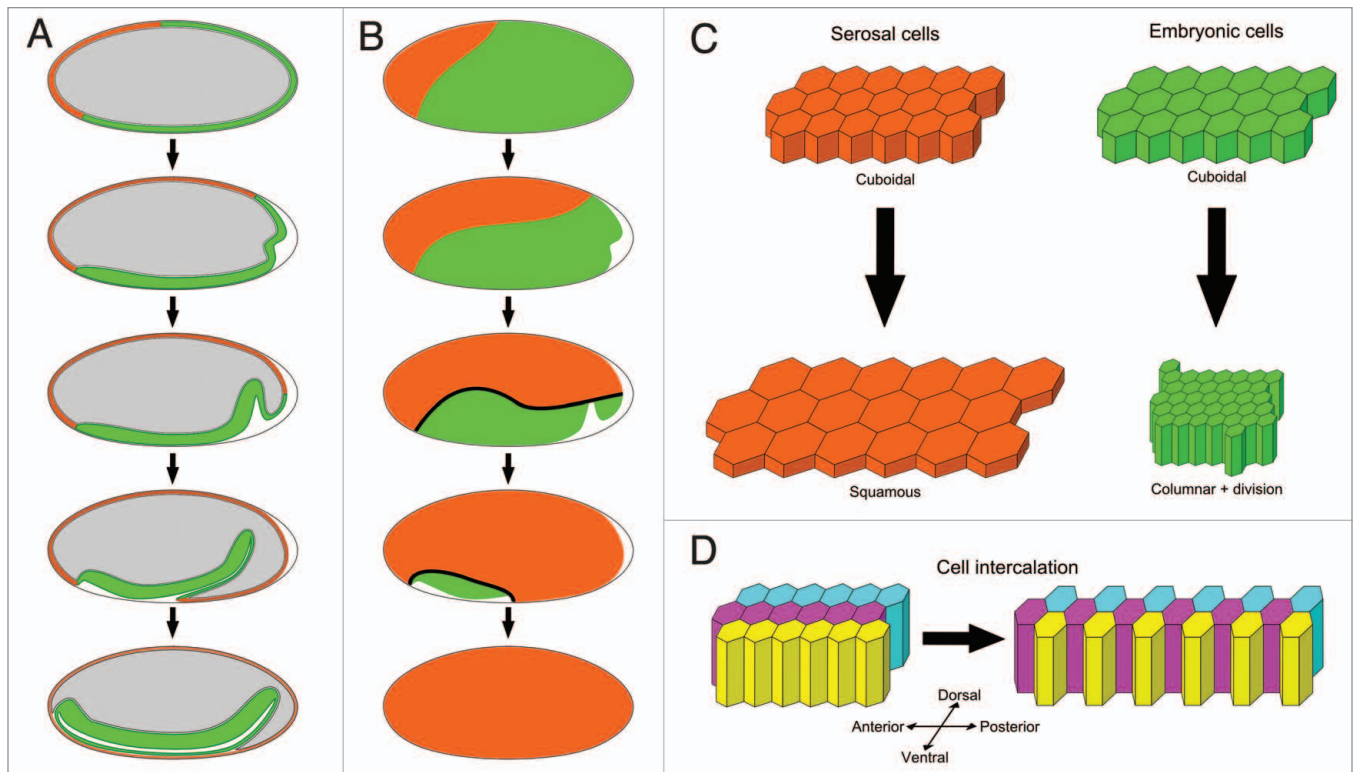 A
B
C
Serosal cells
Embryonic cells
Cuboidal
Cuboidal
Squamous
Columnar + division
D
Cell intercalation
Dorsal
Anterior
Posterior
Ventral